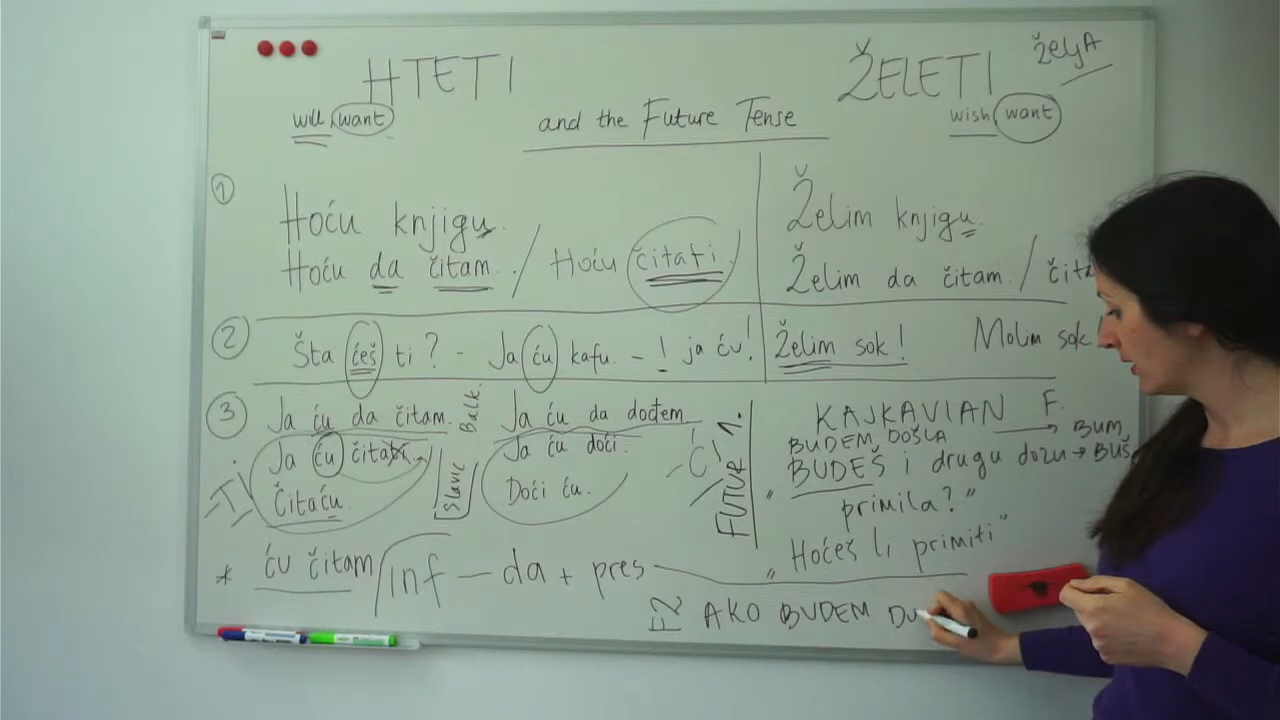 HTETI
ŽELETI
željA
will, want
and the Future Tense
wish, want
1
Hoću knjigu.
Hoću da čitam. / Hoću čitati.
Želim knjigu.
Želim da čitam. /
2
Šta ćeš ti? - Ja ću kafu. - ! ja ću!
Želim sok!
Molim sok
3
Ja ću da čitam.
Ja ću čitati.
Čitaću.
-TI
Balk.
Slavic
Ja ću da dođem
Ja ću doći.
Doći ću.
-ĆI
FUTUR 1.
KAJKAVIAN F. → BUM
BUDEM DOŠLA
"BUDEŠ i drugu dozu → BUŠ
primila?"
"Hoćeš li primiti"
* ću čitam / inf - da + pres
F2 AKO BUDEM DO